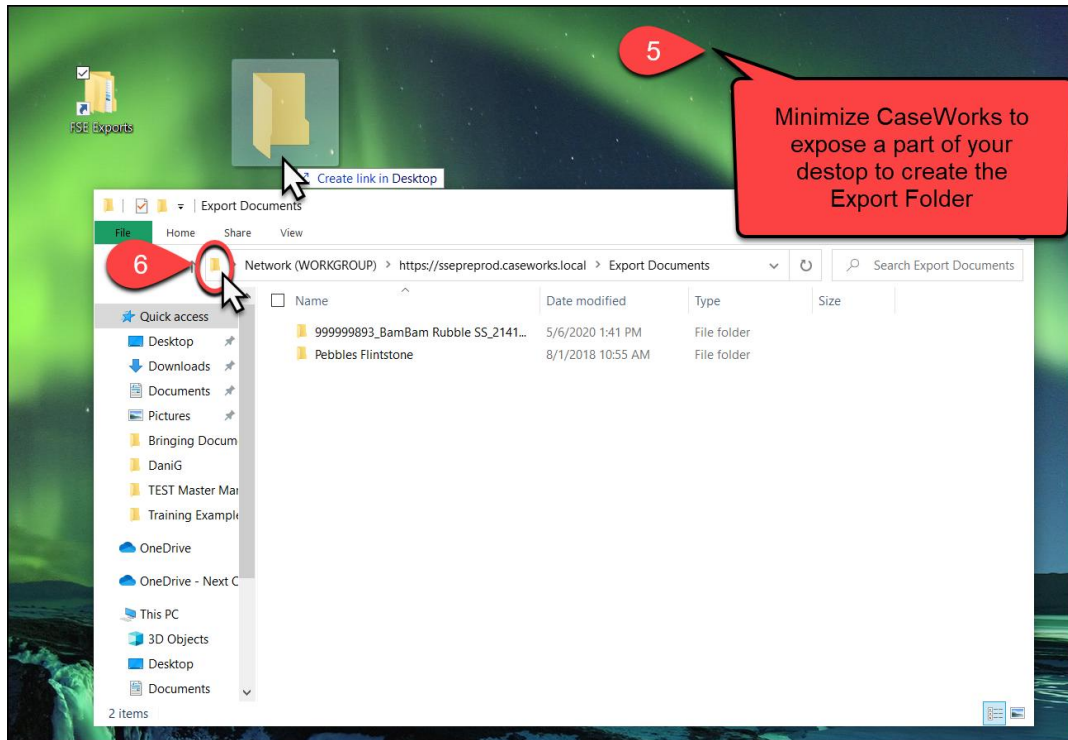 5
Minimize CaseWorks to
expose a part of your
destop to create the
Export Folder
FSE Exports
Create link in Desktop
Export Documents
File Home Share View
6
Network (WORKGROUP) > https://ssepreprod.caseworks.local > Export Documents
Search Export Documents
Name Date modified Type Size
Quick access
999999893_BamBam Rubble SS_2141... 5/6/2020 1:41 PM File folder
Desktop
Pebbles Flintstone 8/1/2018 10:55 AM File folder
Downloads
Documents
Pictures
Bringing Docum
DaniG
TEST Master Mar
Training Example
OneDrive
OneDrive - Next C
This PC
3D Objects
Desktop
Documents
2 items